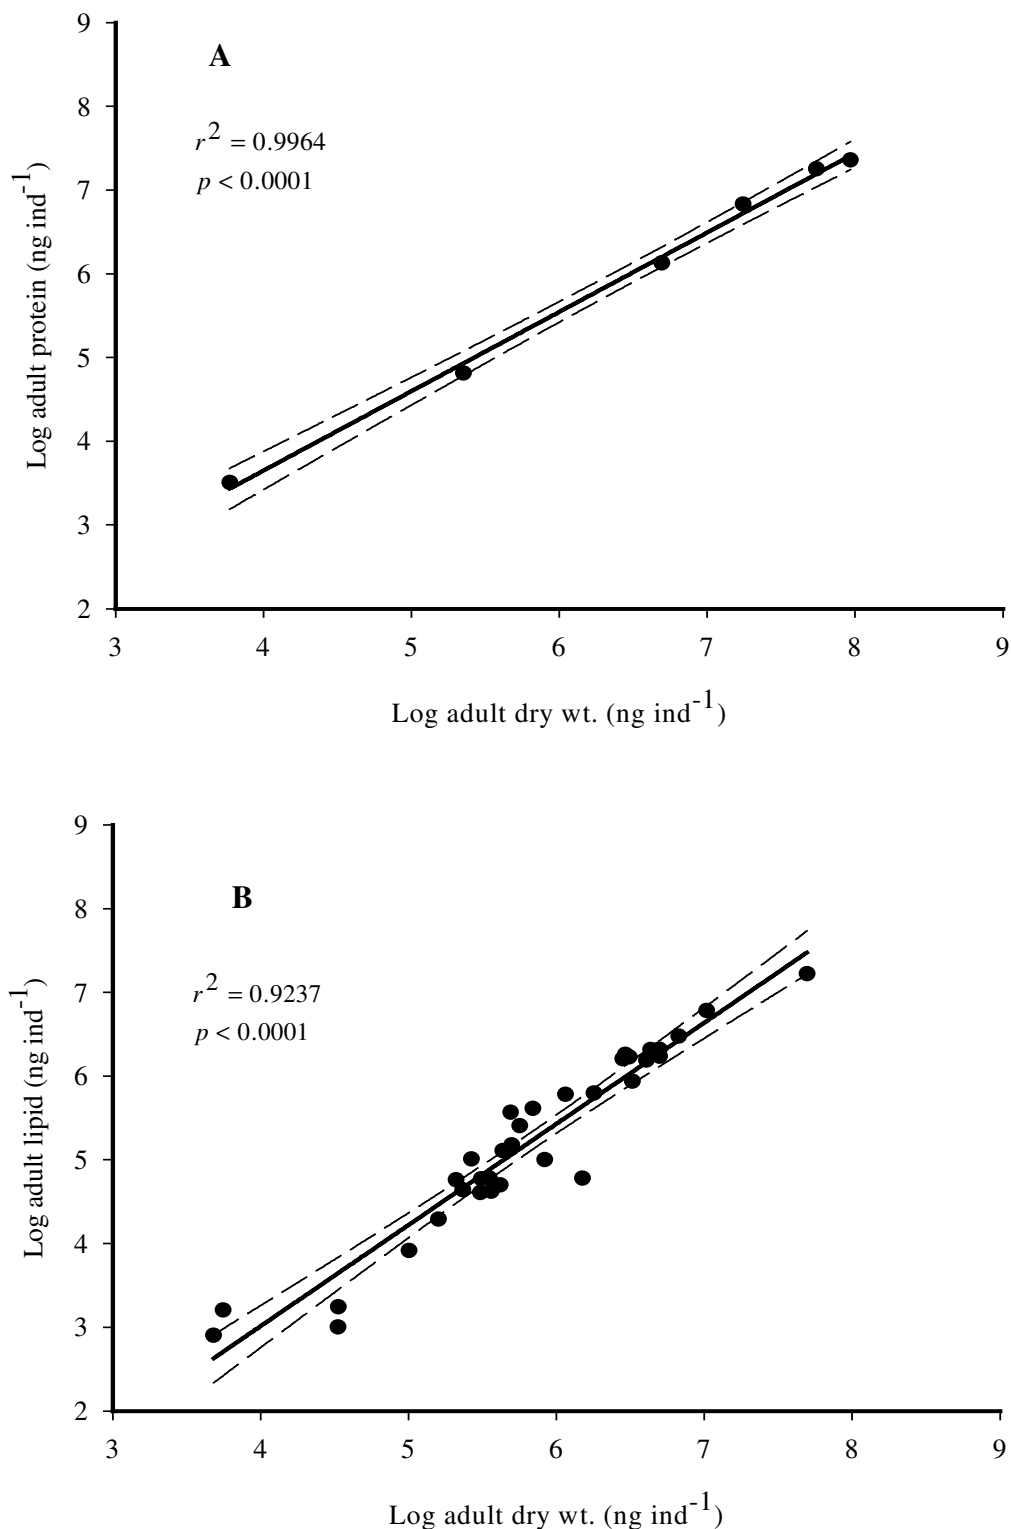 9
A
8
r² = 0.9964
p < 0.0001
7
6
5
4
3
2
Log adult protein (ng ind⁻¹)
3 4 5 6 7 8 9
Log adult dry wt. (ng ind⁻¹)
9
8
B
7
r² = 0.9237
p < 0.0001
6
5
4
3
2
Log adult lipid (ng ind⁻¹)
3 4 5 6 7 8 9
Log adult dry wt. (ng ind⁻¹)